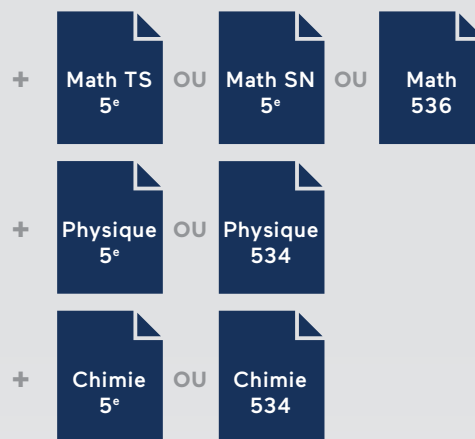 + Math TS 5e OU Math SN 5e OU Math 536
+ Physique 5e OU Physique 534
+ Chimie 5e OU Chimie 534